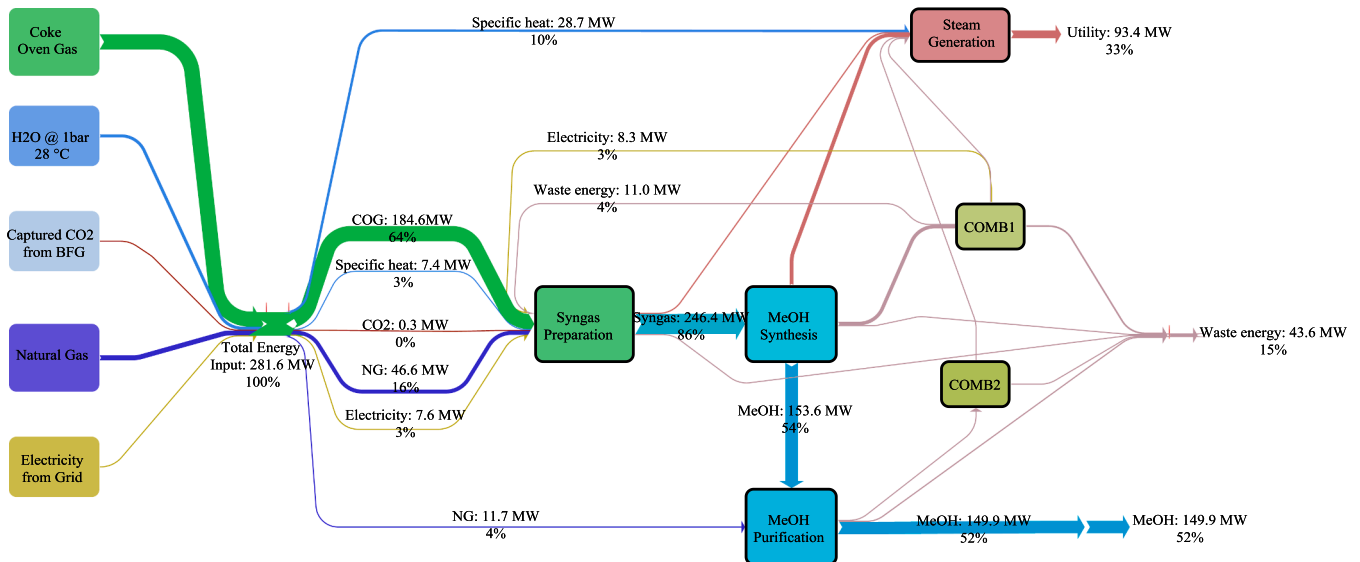 Coke
Oven Gas
H2O @ 1bar
28 °C
Captured CO2
from BFG
Natural Gas
Electricity
from Grid
Total Energy
Input: 281.6 MW
100%
Specific heat: 28.7 MW
10%
COG: 184.6MW
64%
Specific heat: 7.4 MW
3%
CO2: 0.3 MW
0%
NG: 46.6 MW
16%
Electricity: 7.6 MW
3%
NG: 11.7 MW
4%
Electricity: 8.3 MW
3%
Waste energy: 11.0 MW
4%
Syngas
Preparation
Syngas: 246.4 MW
86%
MeOH
Synthesis
MeOH: 153.6 MW
54%
MeOH
Purification
Steam
Generation
Utility: 93.4 MW
33%
COMB1
COMB2
Waste energy: 43.6 MW
15%
MeOH: 149.9 MW
52%
MeOH: 149.9 MW
52%